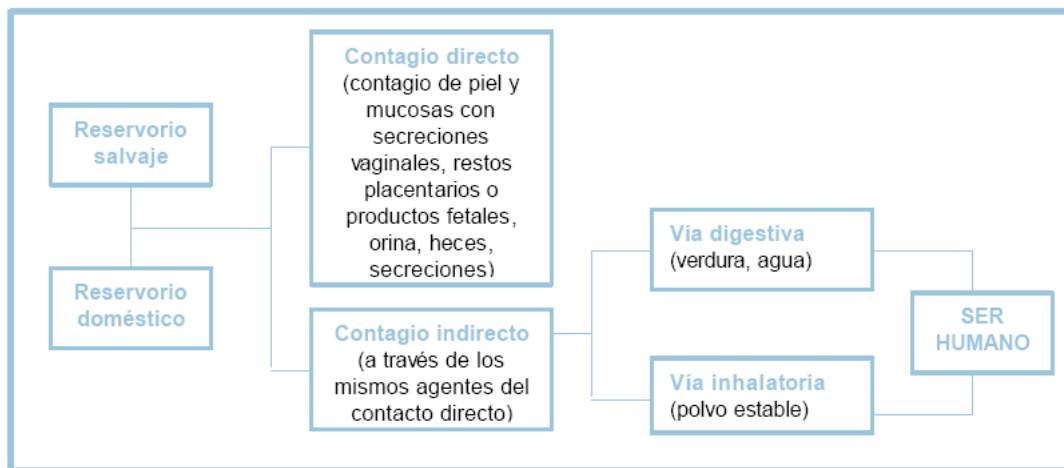 Reservorio
salvaje
Reservorio
doméstico
Contagio directo
(contagio de piel y
mucosas con
secreciones
vaginales, restos
placentarios o
productos fetales,
orina, heces,
secreciones)
Contagio indirecto
(a través de los
mismos agentes del
contacto directo)
Vía digestiva
(verdura, agua)
Vía inhalatoria
(polvo estable)
SER
HUMANO